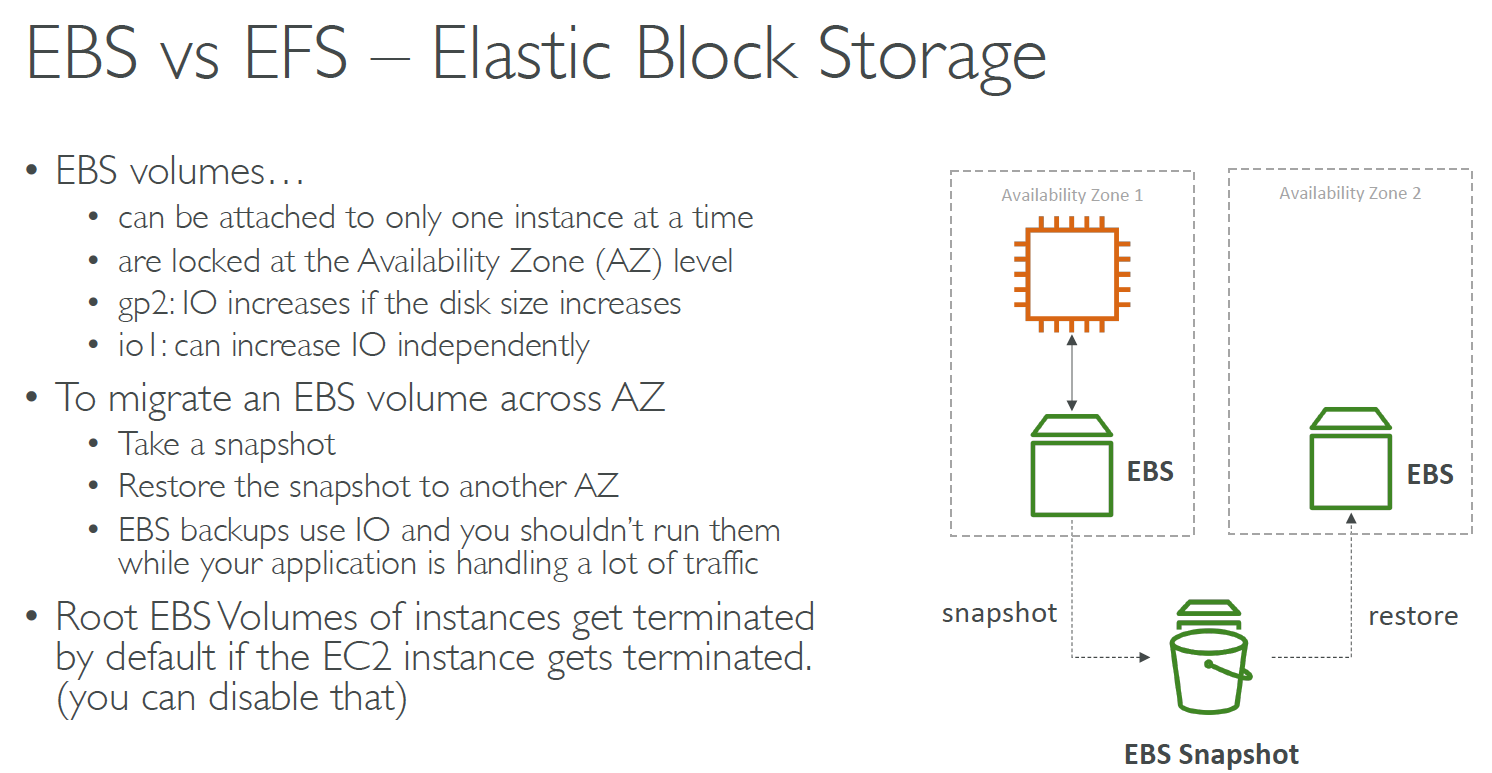 EBS vs EFS – Elastic Block Storage
• EBS volumes…
• can be attached to only one instance at a time
• are locked at the Availability Zone (AZ) level
• gp2: IO increases if the disk size increases
• io1: can increase IO independently
• To migrate an EBS volume across AZ
• Take a snapshot
• Restore the snapshot to another AZ
• EBS backups use IO and you shouldn’t run them
while your application is handling a lot of traffic
• Root EBS Volumes of instances get terminated
by default if the EC2 instance gets terminated.
(you can disable that)
Availability Zone 1
EBS
Availability Zone 2
EBS
snapshot
restore
EBS Snapshot